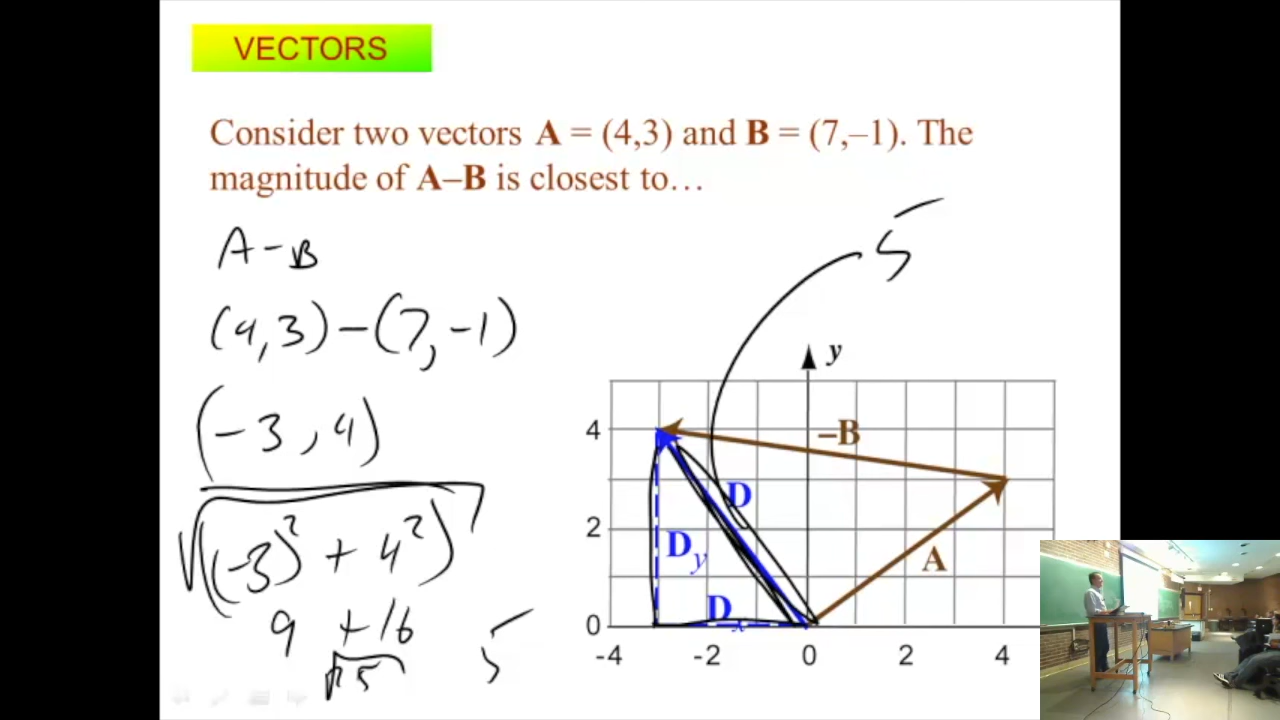 VECTORS
Consider two vectors A = (4,3) and B = (7,–1). The
magnitude of A–B is closest to…
A-B
(4,3)-(7,-1)
(-3,4)
√((-3)²+4²)
9 +16
5
5
y
4
2
0
-4 -2 0 2 4
–B
D
Dy
Dx
A